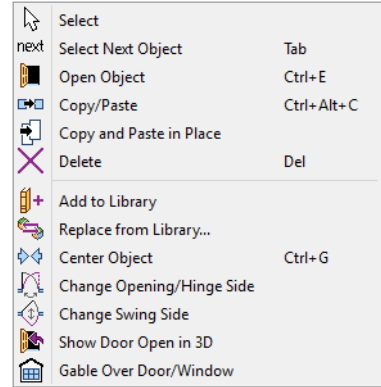 Select
next Select Next Object Tab
Open Object Ctrl+E
Copy/Paste Ctrl+Alt+C
Copy and Paste in Place
Delete Del
Add to Library
Replace from Library...
Center Object Ctrl+G
Change Opening/Hinge Side
Change Swing Side
Show Door Open in 3D
Gable Over Door/Window